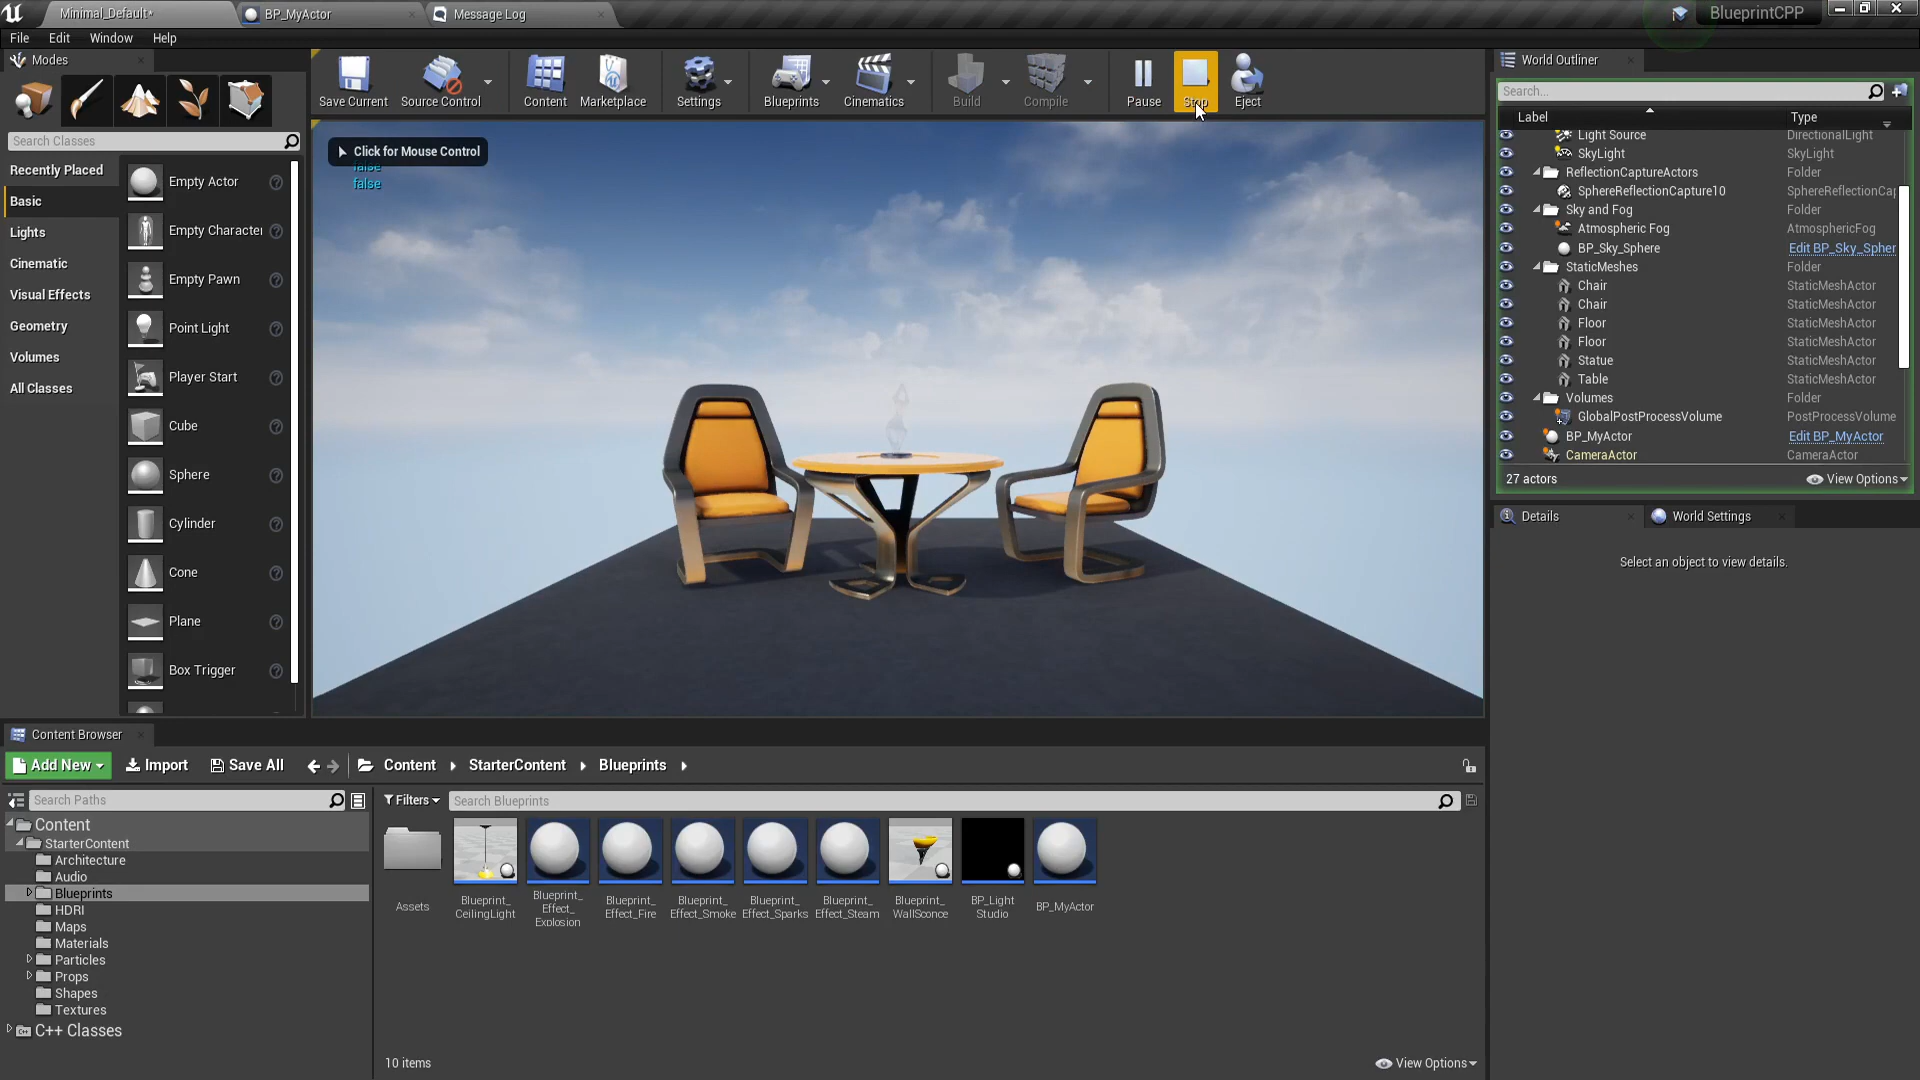 Minimal_Default*
BP_MyActor
Message Log
BlueprintCPP
File Edit Window Help
Modes
Search Classes
Recently Placed
Basic
Lights
Cinematic
Visual Effects
Geometry
Volumes
All Classes
Empty Actor
Empty Character
Empty Pawn
Point Light
Player Start
Cube
Sphere
Cylinder
Cone
Plane
Box Trigger
Save Current
Source Control
Content
Marketplace
Settings
Blueprints
Cinematics
Build
Compile
Pause
Stop
Eject
Click for Mouse Control
false
false
World Outliner
Search...
Label Type
Light Source DirectionalLight
SkyLight SkyLight
ReflectionCaptureActors Folder
SphereReflectionCapture10 SphereReflectionCap
Sky and Fog Folder
Atmospheric Fog AtmosphericFog
BP_Sky_Sphere Edit BP_Sky_Spher
StaticMeshes Folder
Chair StaticMeshActor
Chair StaticMeshActor
Floor StaticMeshActor
Floor StaticMeshActor
Statue StaticMeshActor
Table StaticMeshActor
Volumes Folder
GlobalPostProcessVolume PostProcessVolume
BP_MyActor Edit BP_MyActor
CameraActor CameraActor
27 actors
View Options
Details
World Settings
Select an object to view details.
Content Browser
Add New
Import
Save All
Content
StarterContent
Blueprints
Search Paths
Filters
Search Blueprints
Content
StarterContent
Architecture
Audio
Blueprints
HDRI
Maps
Materials
Particles
Props
Shapes
Textures
C++ Classes
Assets
Blueprint_
CeilingLight
Blueprint_
Effect_
Explosion
Blueprint_
Effect_Fire
Blueprint_
Effect_Smoke
Blueprint_
Effect_Sparks
Blueprint_
Effect_Steam
Blueprint_
WallSconce
BP_Light
Studio
BP_MyActor
10 items
View Options